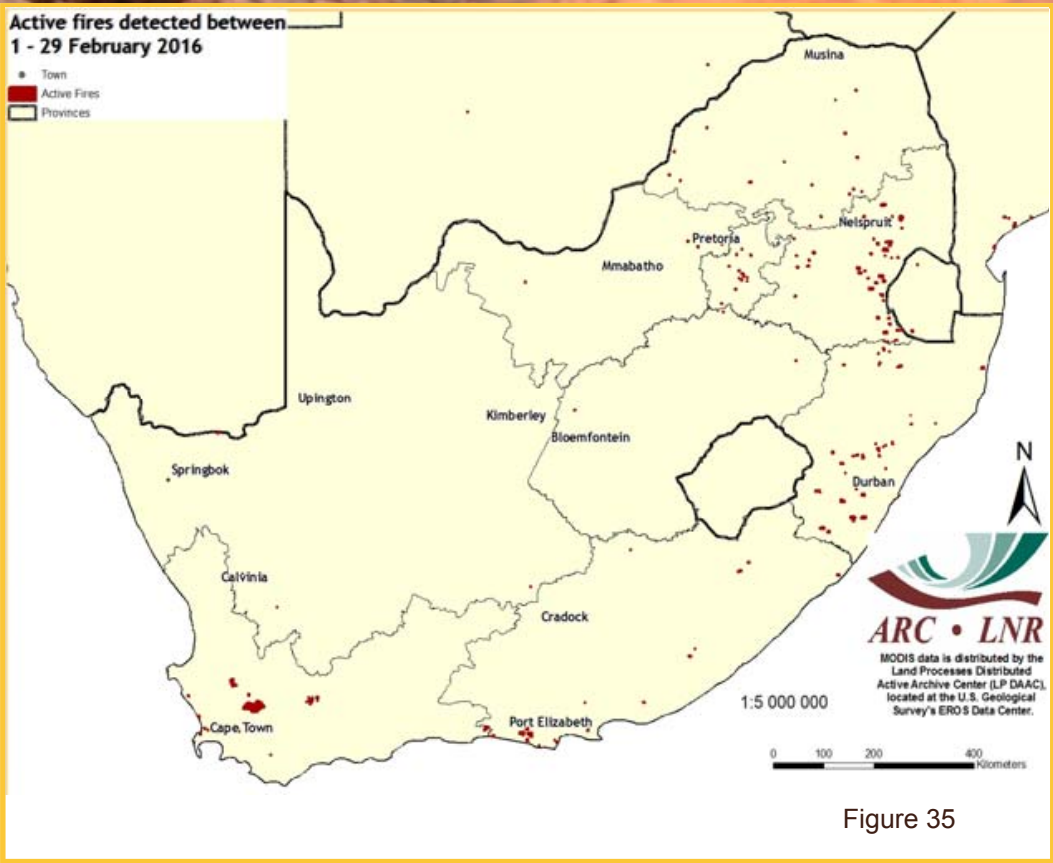 Active fires detected between
1 - 29 February 2016
Town
Active Fires
Provinces
Musina
Nelspruit
Pretoria
Mmabatho
Upington
Kimberley
Bloemfontein
Springbok
Durban
N
Calvinia
Cradock
ARC • LNR
MODIS data is distributed by the
Land Processes Distributed
Active Archive Center (LP DAAC),
located at the U.S. Geological
Survey's EROS Data Center.
1:5 000 000
Port Elizabeth
Cape Town
0 100 200 400
Kilometers
Figure 35